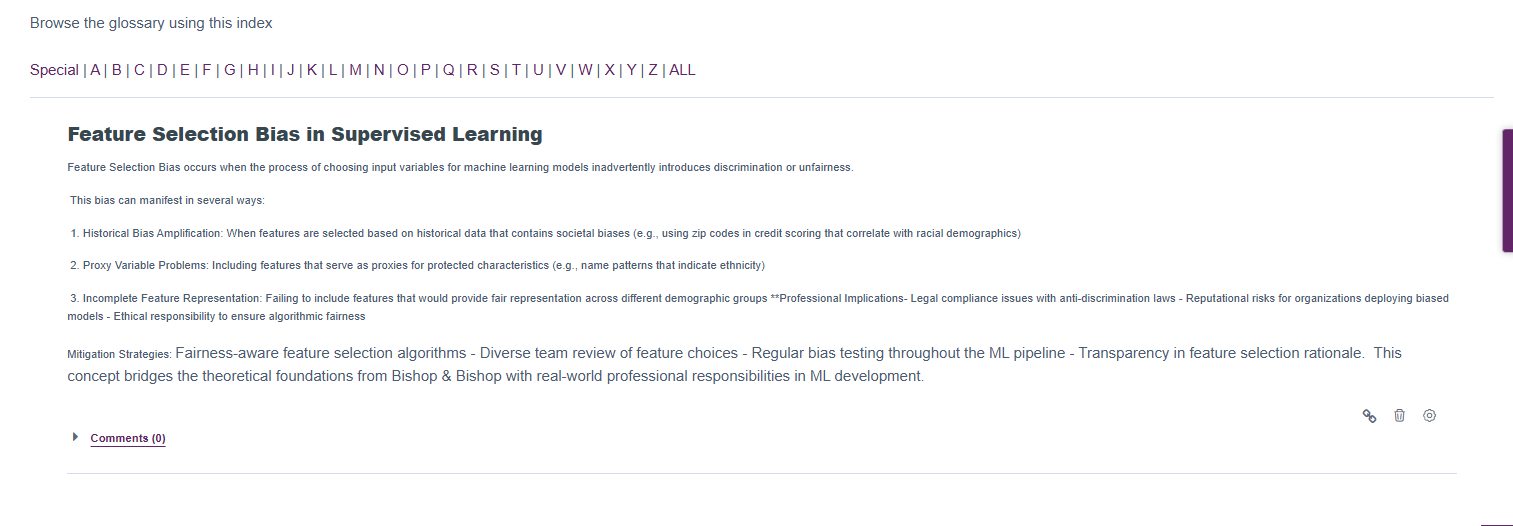 Browse the glossary using this index
Special | A | B | C | D | E | F | G | H | I | J | K | L | M | N | O | P | Q | R | S | T | U | V | W | X | Y | Z | ALL
Feature Selection Bias in Supervised Learning
Feature Selection Bias occurs when the process of choosing input variables for machine learning models inadvertently introduces discrimination or unfairness.
This bias can manifest in several ways:
1. Historical Bias Amplification: When features are selected based on historical data that contains societal biases (e.g., using zip codes in credit scoring that correlate with racial demographics)
2. Proxy Variable Problems: Including features that serve as proxies for protected characteristics (e.g., name patterns that indicate ethnicity)
3. Incomplete Feature Representation: Failing to include features that would provide fair representation across different demographic groups **Professional Implications- Legal compliance issues with anti-discrimination laws - Reputational risks for organizations deploying biased
models - Ethical responsibility to ensure algorithmic fairness
Mitigation Strategies: Fairness-aware feature selection algorithms - Diverse team review of feature choices - Regular bias testing throughout the ML pipeline - Transparency in feature selection rationale.  This
concept bridges the theoretical foundations from Bishop & Bishop with real-world professional responsibilities in ML development.
Comments (0)